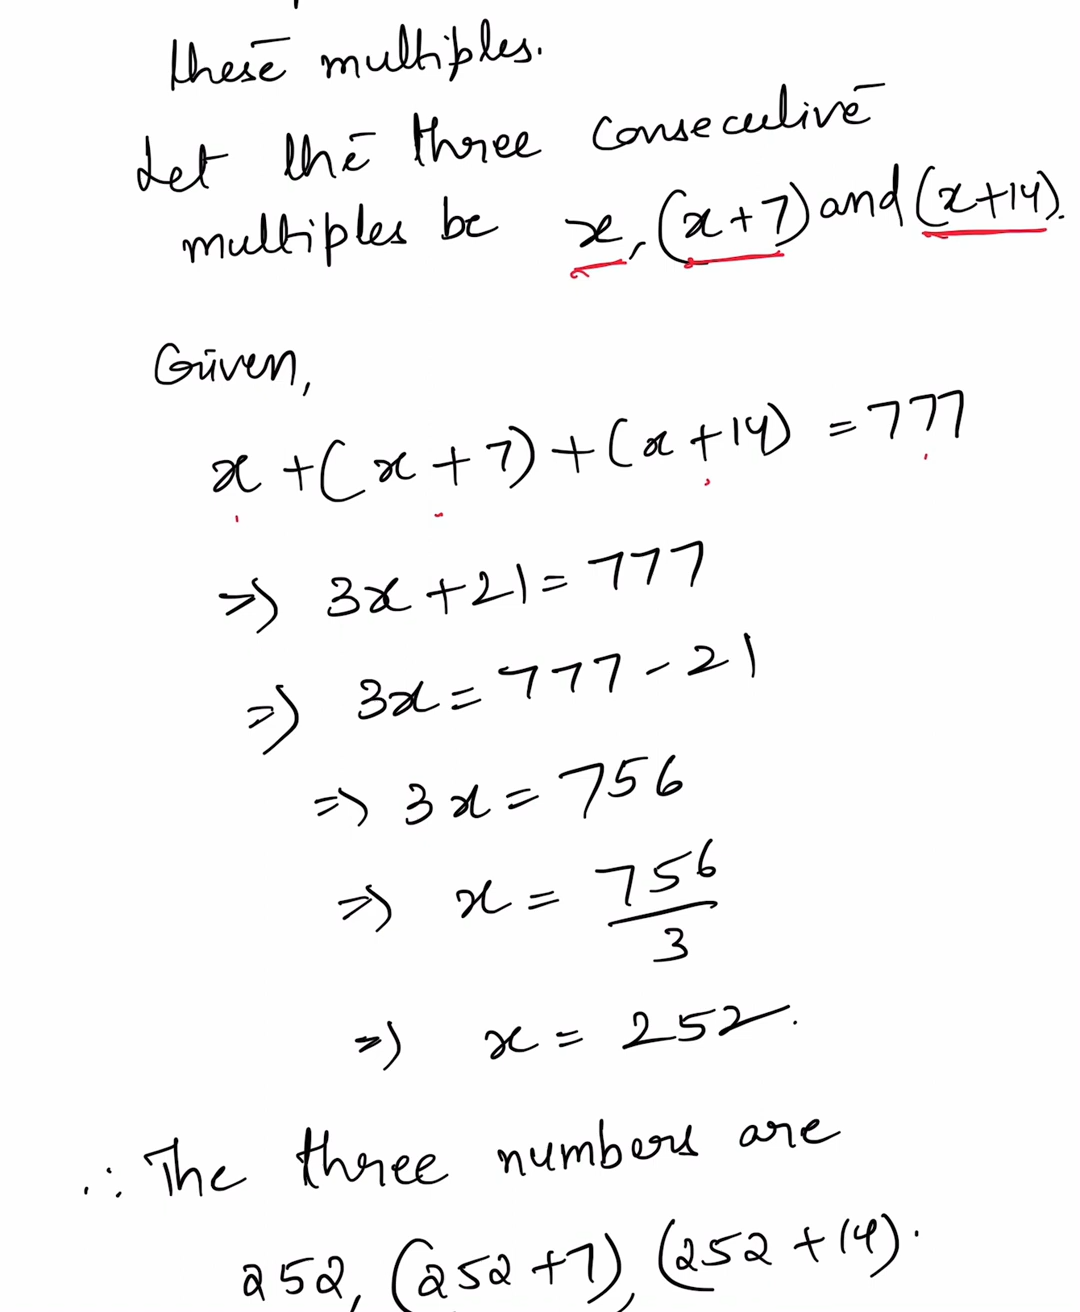 these multiples.
Let the three consecutive
multiples be x, (x+7) and (x+14).
Given,
x +(x+7)+(x+14) =777
=> 3x+21=777
=> 3x=777-21
=> 3x=756
=> x= 756/3
=> x= 252.
∴ The three numbers are
252, (252+7), (252+14).